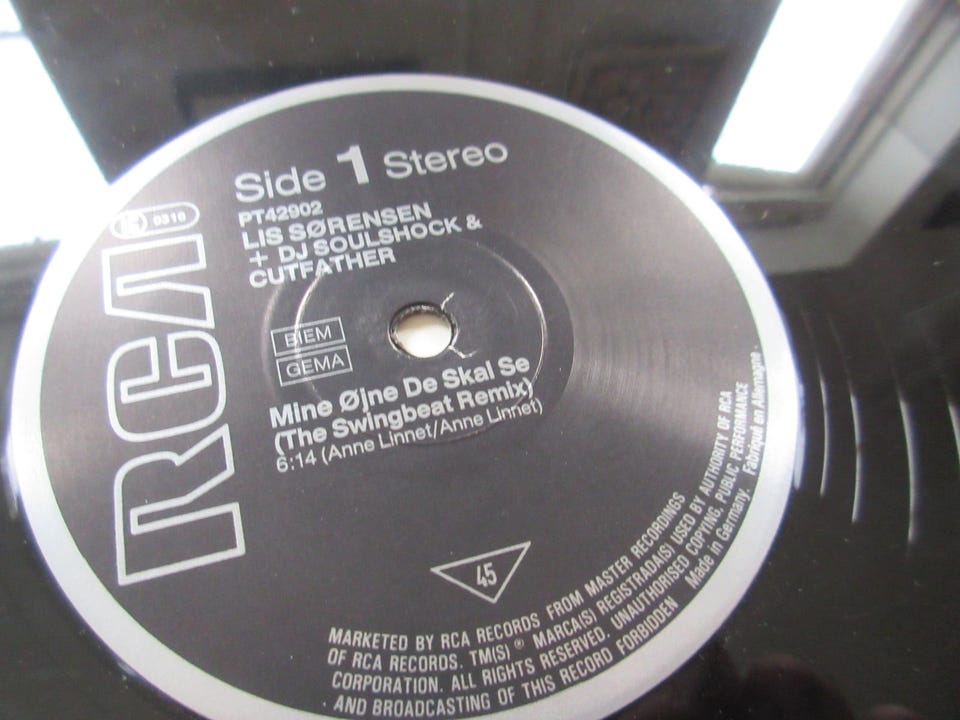 Side 1 Stereo
PT42902
LIS SØRENSEN
+ DJ SOULSHOCK &
CUTFATHER
LC 0316
RCA
BIEM
GEMA
Mine Øjne De Skal Se
(The Swingbeat Remix)
6:14 (Anne Linnet/Anne Linnet)
45
MARKETED BY RCA RECORDS FROM MASTER RECORDINGS
OF RCA RECORDS. TM(S) ® MARCA(S) REGISTRADA(S) USED BY AUTHORITY OF RCA
CORPORATION. ALL RIGHTS RESERVED. UNAUTHORISED COPYING, PUBLIC PERFORMANCE
. AND BROADCASTING OF THIS RECORD FORBIDDEN Made in Germany. Fabriqué en Allemagne .